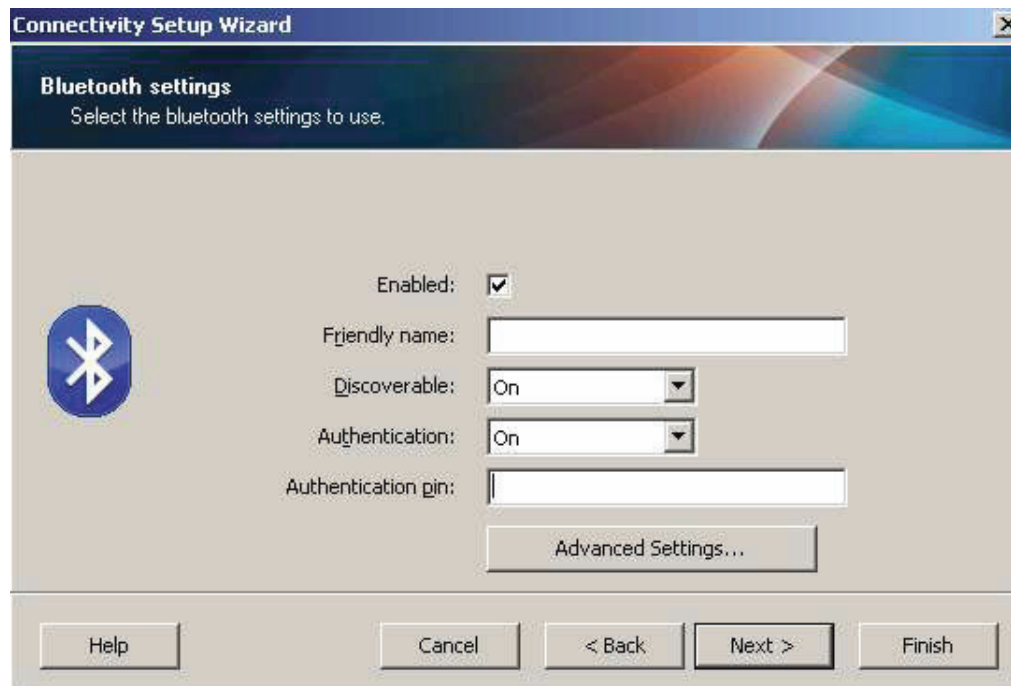 Connectivity Setup Wizard
Bluetooth settings
Select the bluetooth settings to use.
Enabled:
Friendly name:
Discoverable: On
Authentication: On
Authentication pin:
Advanced Settings...
Help Cancel < Back Next > Finish